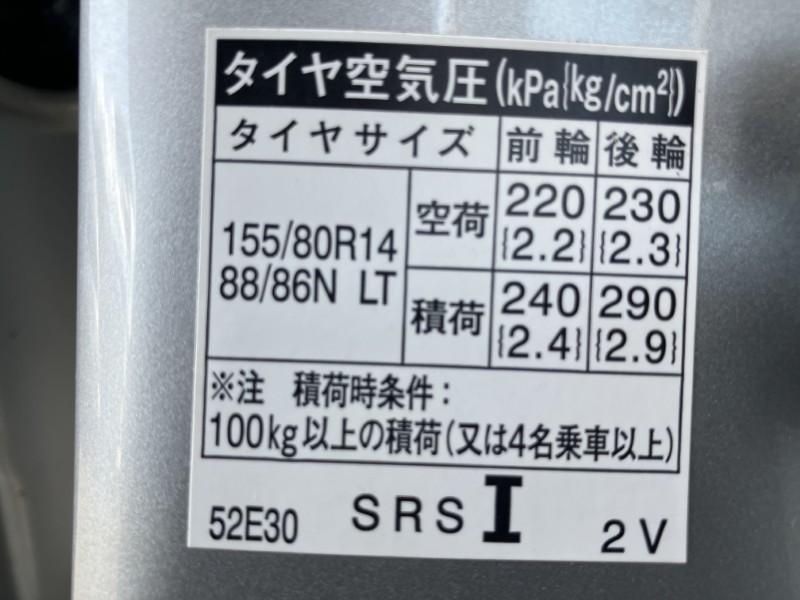 タイヤ空気圧(kPa{kg/cm²})
タイヤサイズ 前輪 後輪
155/80R14
88/86N LT
空荷 220 230
{2.2} {2.3}
積荷 240 290
{2.4} {2.9}
※注 積荷時条件：
100kg以上の積荷(又は4名乗車以上)
52E30 SRS I 2V